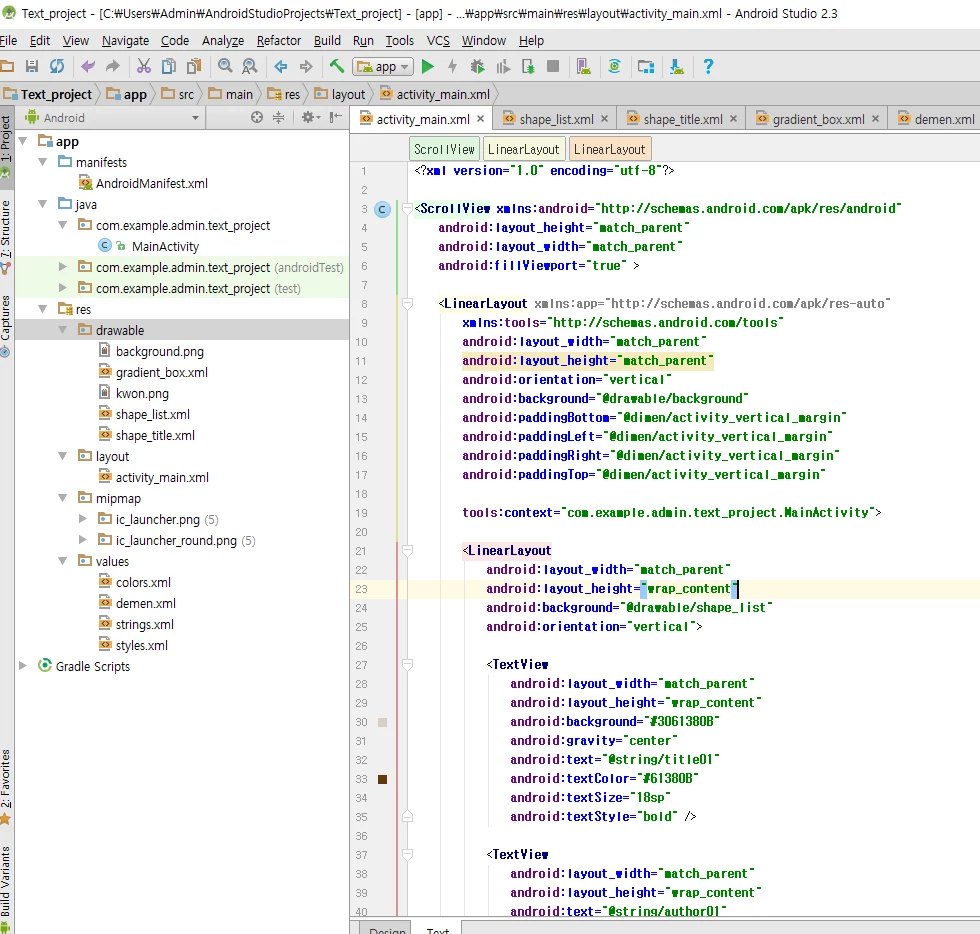 Text_project - [C:₩Users₩Admin₩AndroidStudioProjects₩Text_project] - [app] - ...₩app₩src₩main₩res₩layout₩activity_main.xml - Android Studio 2.3
File Edit View Navigate Code Analyze Refactor Build Run Tools VCS Window Help
app
Text_project app src main res layout activity_main.xml
Android
activity_main.xml shape_list.xml shape_title.xml gradient_box.xml demen.xml
1: Project
7: Structure
Captures
2: Favorites
Build Variants
app
manifests
AndroidManifest.xml
java
com.example.admin.text_project
MainActivity
com.example.admin.text_project (androidTest)
com.example.admin.text_project (test)
res
drawable
background.png
gradient_box.xml
kwon.png
shape_list.xml
shape_title.xml
layout
activity_main.xml
mipmap
ic_launcher.png (5)
ic_launcher_round.png (5)
values
colors.xml
demen.xml
strings.xml
styles.xml
Gradle Scripts
ScrollView LinearLayout LinearLayout
1 <?xml version="1.0" encoding="utf-8"?>
2
3 <ScrollView xmlns:android="http://schemas.android.com/apk/res/android"
4 android:layout_height="match_parent"
5 android:layout_width="match_parent"
6 android:fillViewport="true" >
7
8 <LinearLayout xmlns:app="http://schemas.android.com/apk/res-auto"
9 xmlns:tools="http://schemas.android.com/tools"
10 android:layout_width="match_parent"
11 android:layout_height="match_parent"
12 android:orientation="vertical"
13 android:background="@drawable/background"
14 android:paddingBottom="@dimen/activity_vertical_margin"
15 android:paddingLeft="@dimen/activity_vertical_margin"
16 android:paddingRight="@dimen/activity_vertical_margin"
17 android:paddingTop="@dimen/activity_vertical_margin"
18
19 tools:context="com.example.admin.text_project.MainActivity">
20
21 <LinearLayout
22 android:layout_width="match_parent"
23 android:layout_height="wrap_content"
24 android:background="@drawable/shape_list"
25 android:orientation="vertical">
26
27 <TextView
28 android:layout_width="match_parent"
29 android:layout_height="wrap_content"
30 android:background="#3061380B"
31 android:gravity="center"
32 android:text="@string/title01"
33 android:textColor="#61380B"
34 android:textSize="18sp"
35 android:textStyle="bold" />
36
37 <TextView
38 android:layout_width="match_parent"
39 android:layout_height="wrap_content"
40 android:text="@string/author01"
Design Text